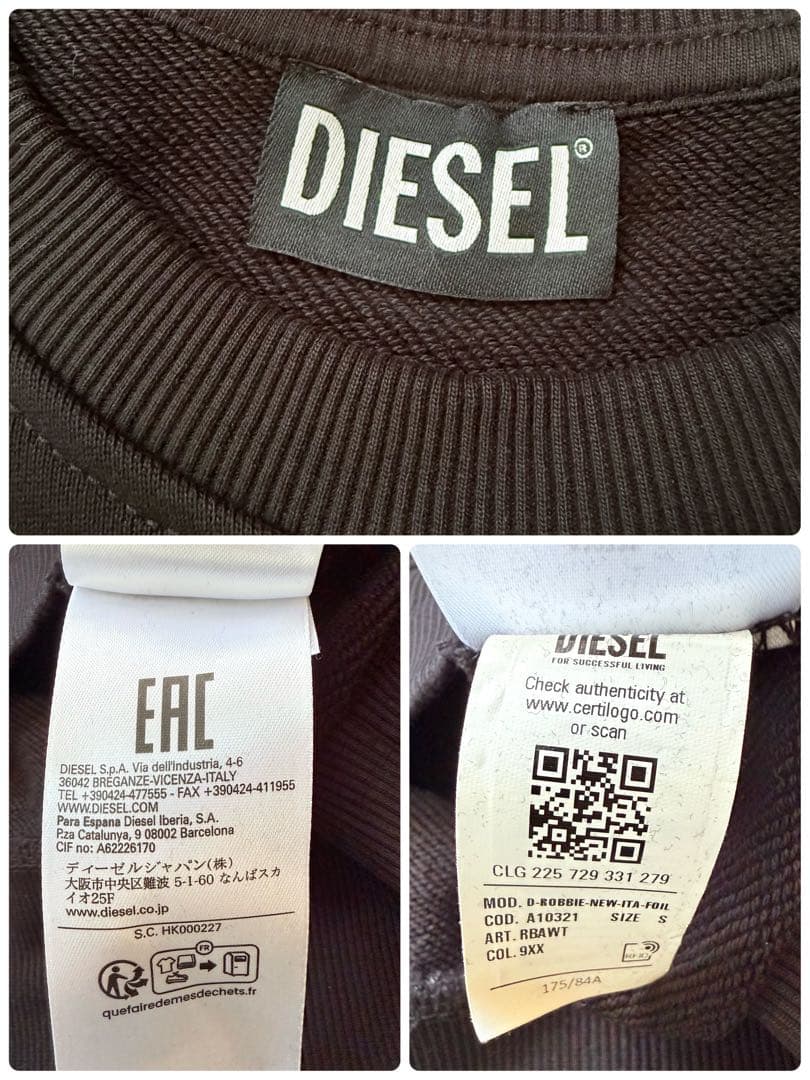 DIESEL®
EAC
DIESEL S.p.A. Via dell'industria, 4-6
36042 BREGANZE-VICENZA-ITALY
TEL +390424-477555 - FAX +390424-411955
WWW.DIESEL.COM
Para Espana Diesel Iberia, S.A.
P.za Catalunya, 9 08002 Barcelona
CIF no: A62226170
ディーゼルジャパン(株)
大阪市中央区難波 5-1-60 なんばスカ
イオ25F
www.diesel.co.jp
S.C. HK000227
FR
quefairedemesdechets.fr
DIESEL
FOR SUCCESSFUL LIVING
Check authenticity at
www.certilogo.com
or scan
CLG 225 729 331 279
MOD. D-ROBBIE-NEW-ITA-FOIL
COD. A10321 SIZE S
ART. RBAWT
COL. 9XX
RFID
175/84A